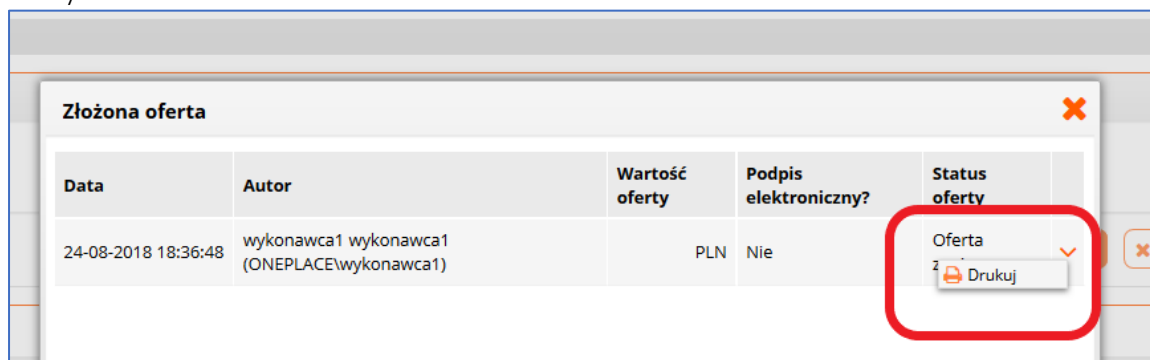 Złożona oferta
Data Autor Wartość oferty Podpis elektroniczny? Status oferty
24-08-2018 18:36:48 wykonawca1 wykonawca1 (ONEPLACE\wykonawca1) PLN Nie Oferta
Drukuj